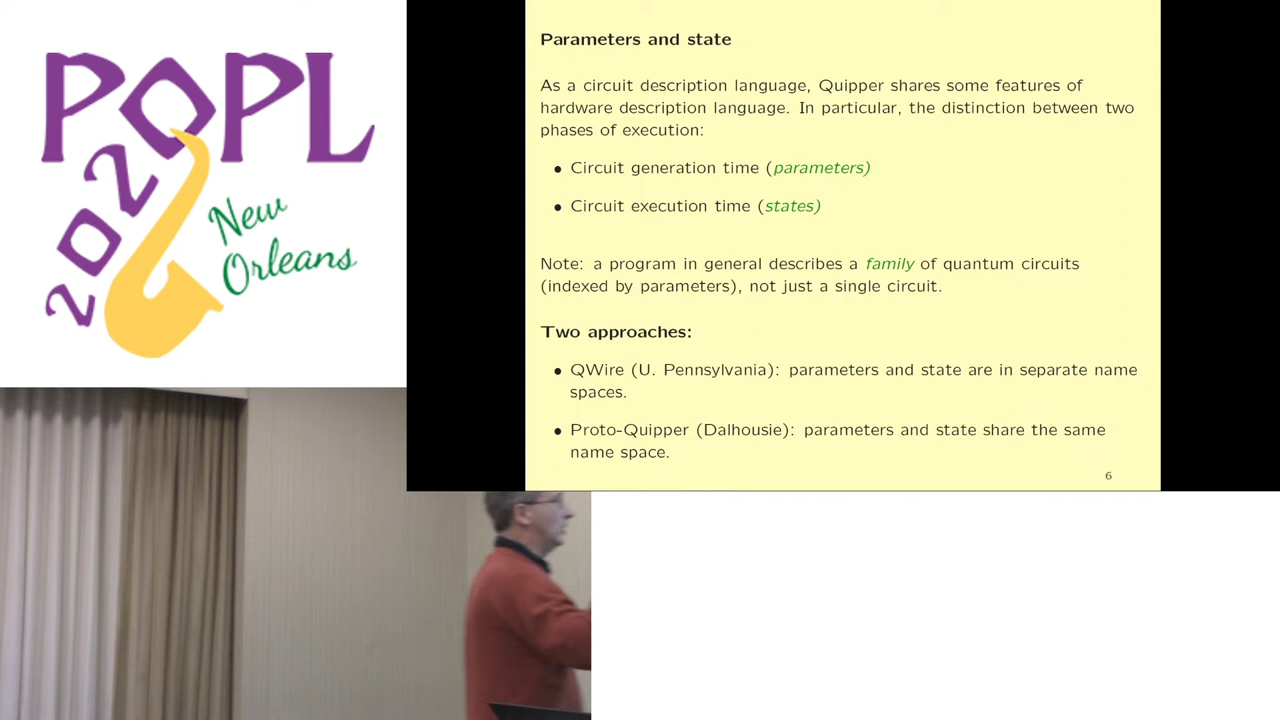 POPL
2020
New
Orleans
Parameters and state
As a circuit description language, Quipper shares some features of
hardware description language. In particular, the distinction between two
phases of execution:
• Circuit generation time (parameters)
• Circuit execution time (states)
Note: a program in general describes a family of quantum circuits
(indexed by parameters), not just a single circuit.
Two approaches:
• QWire (U. Pennsylvania): parameters and state are in separate name
spaces.
• Proto-Quipper (Dalhousie): parameters and state share the same
name space.
6